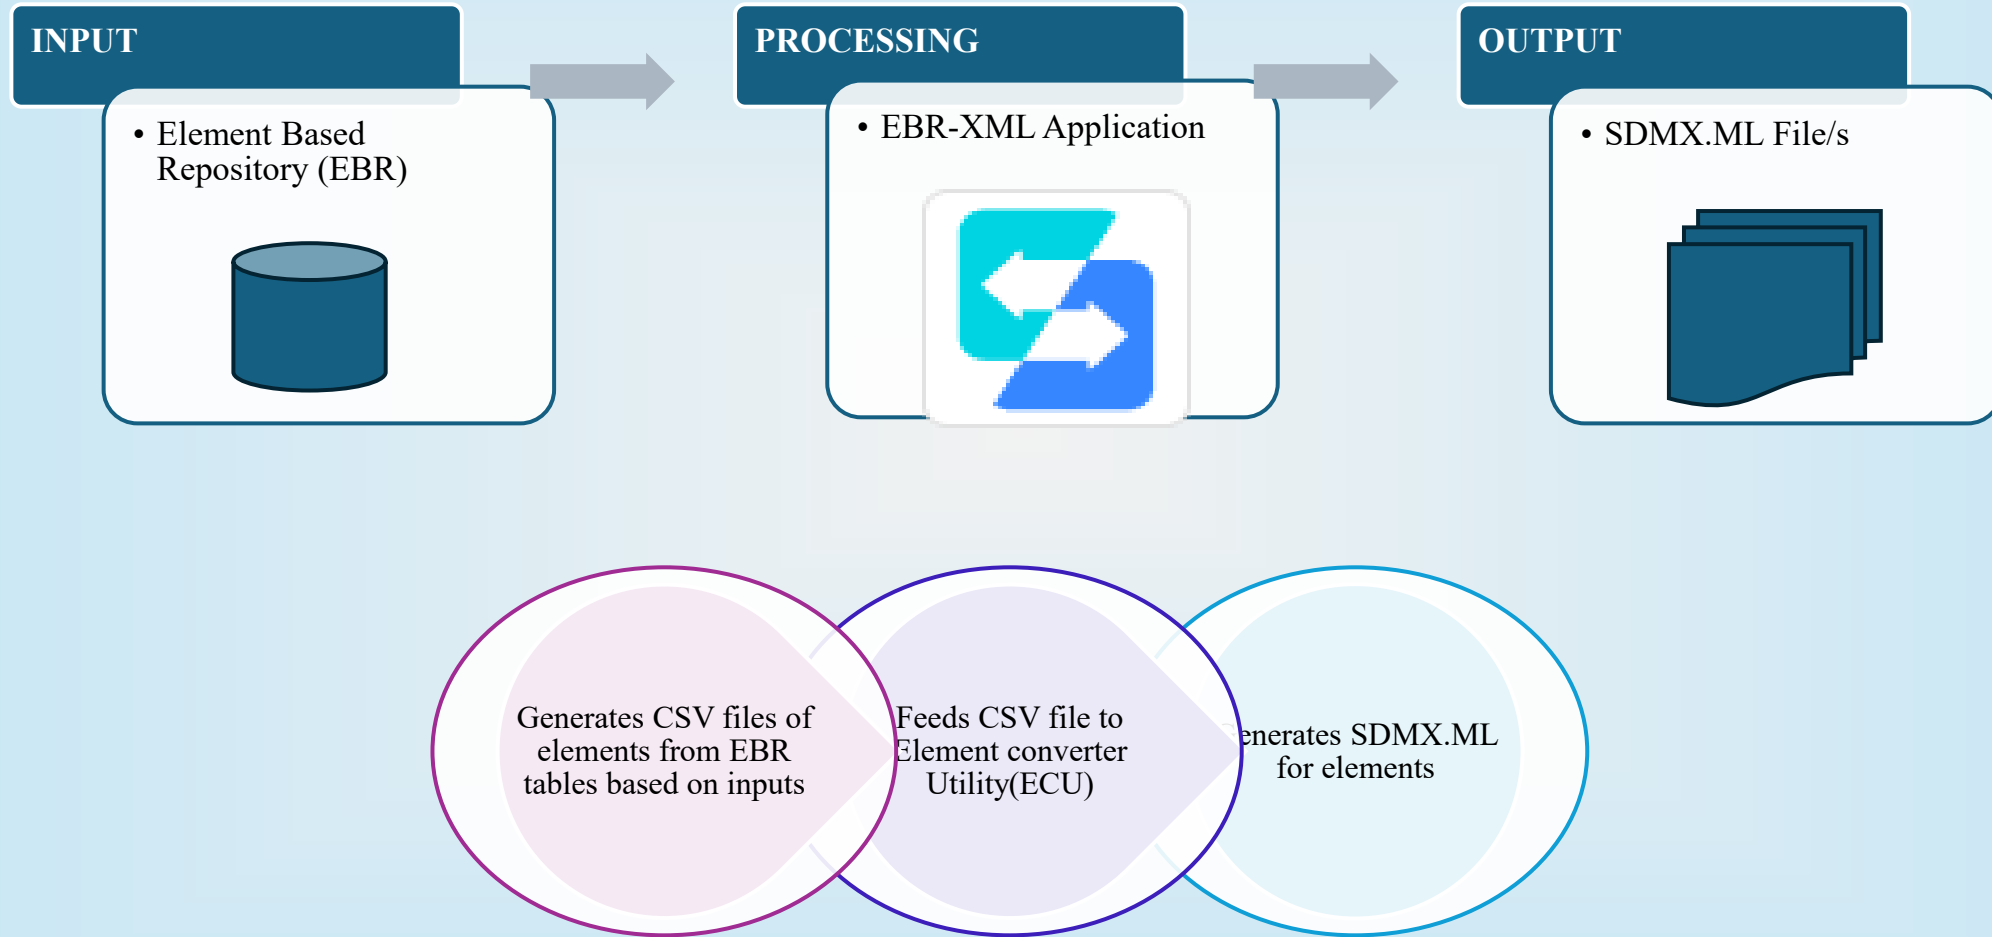 INPUT
• Element Based
Repository (EBR)
PROCESSING
• EBR-XML Application
OUTPUT
• SDMX.ML File/s
Generates CSV files of
elements from EBR
tables based on inputs
Feeds CSV file to
Element converter
Utility(ECU)
Generates SDMX.ML
for elements